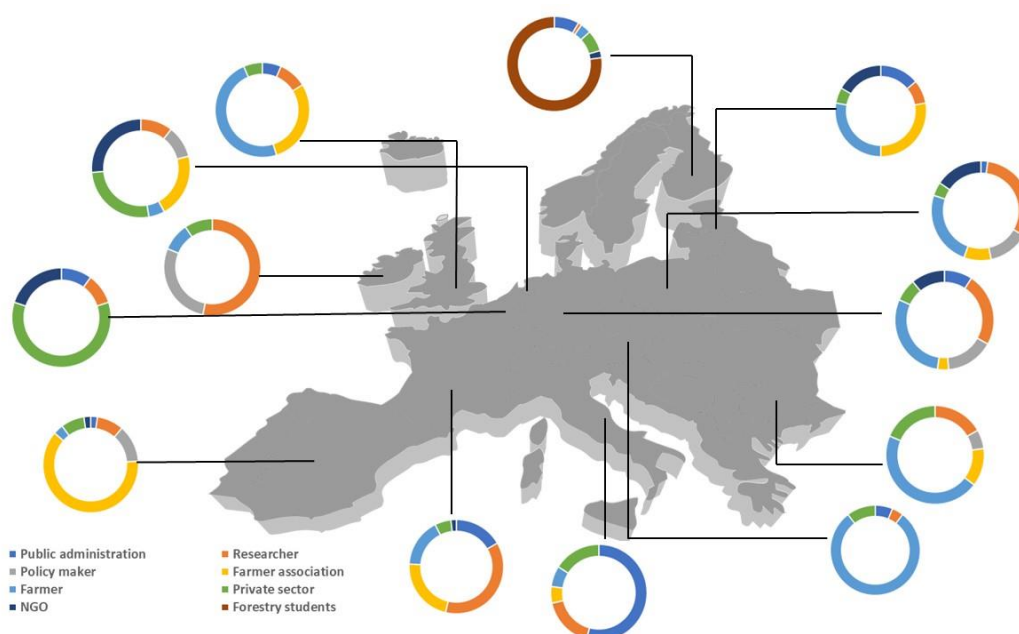 Public administration
Researcher
Policy maker
Farmer association
Farmer
Private sector
NGO
Forestry students